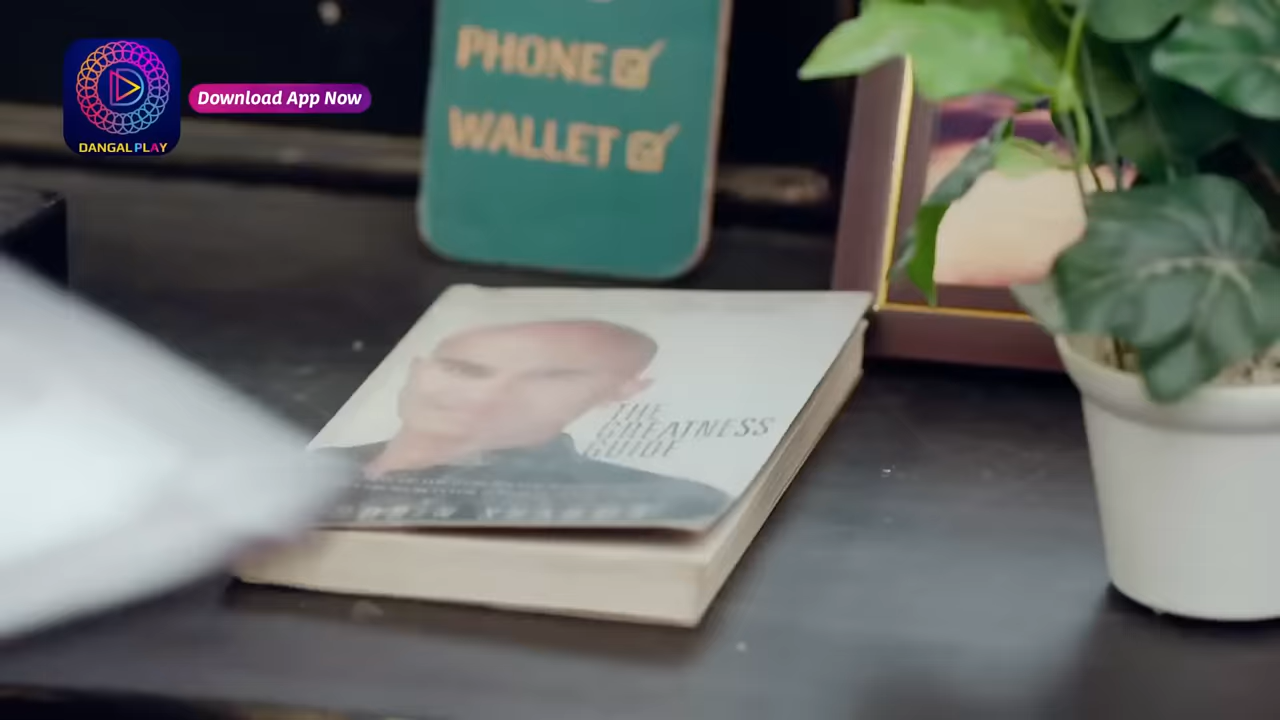 PHONE
WALLET
DANGAL PLAY
Download App Now
THE
GREATNESS
GUIDE